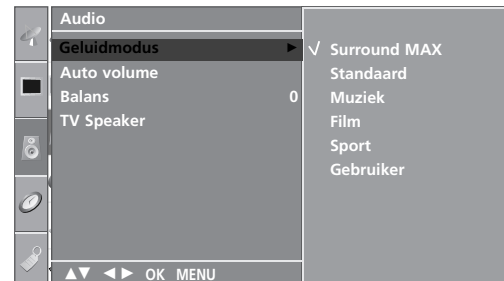 Audio
Geluidmodus ►
Auto volume
Balans 0
TV Speaker
▲▼ ◄► OK MENU
√ Surround MAX
Standaard
Muziek
Film
Sport
Gebruiker